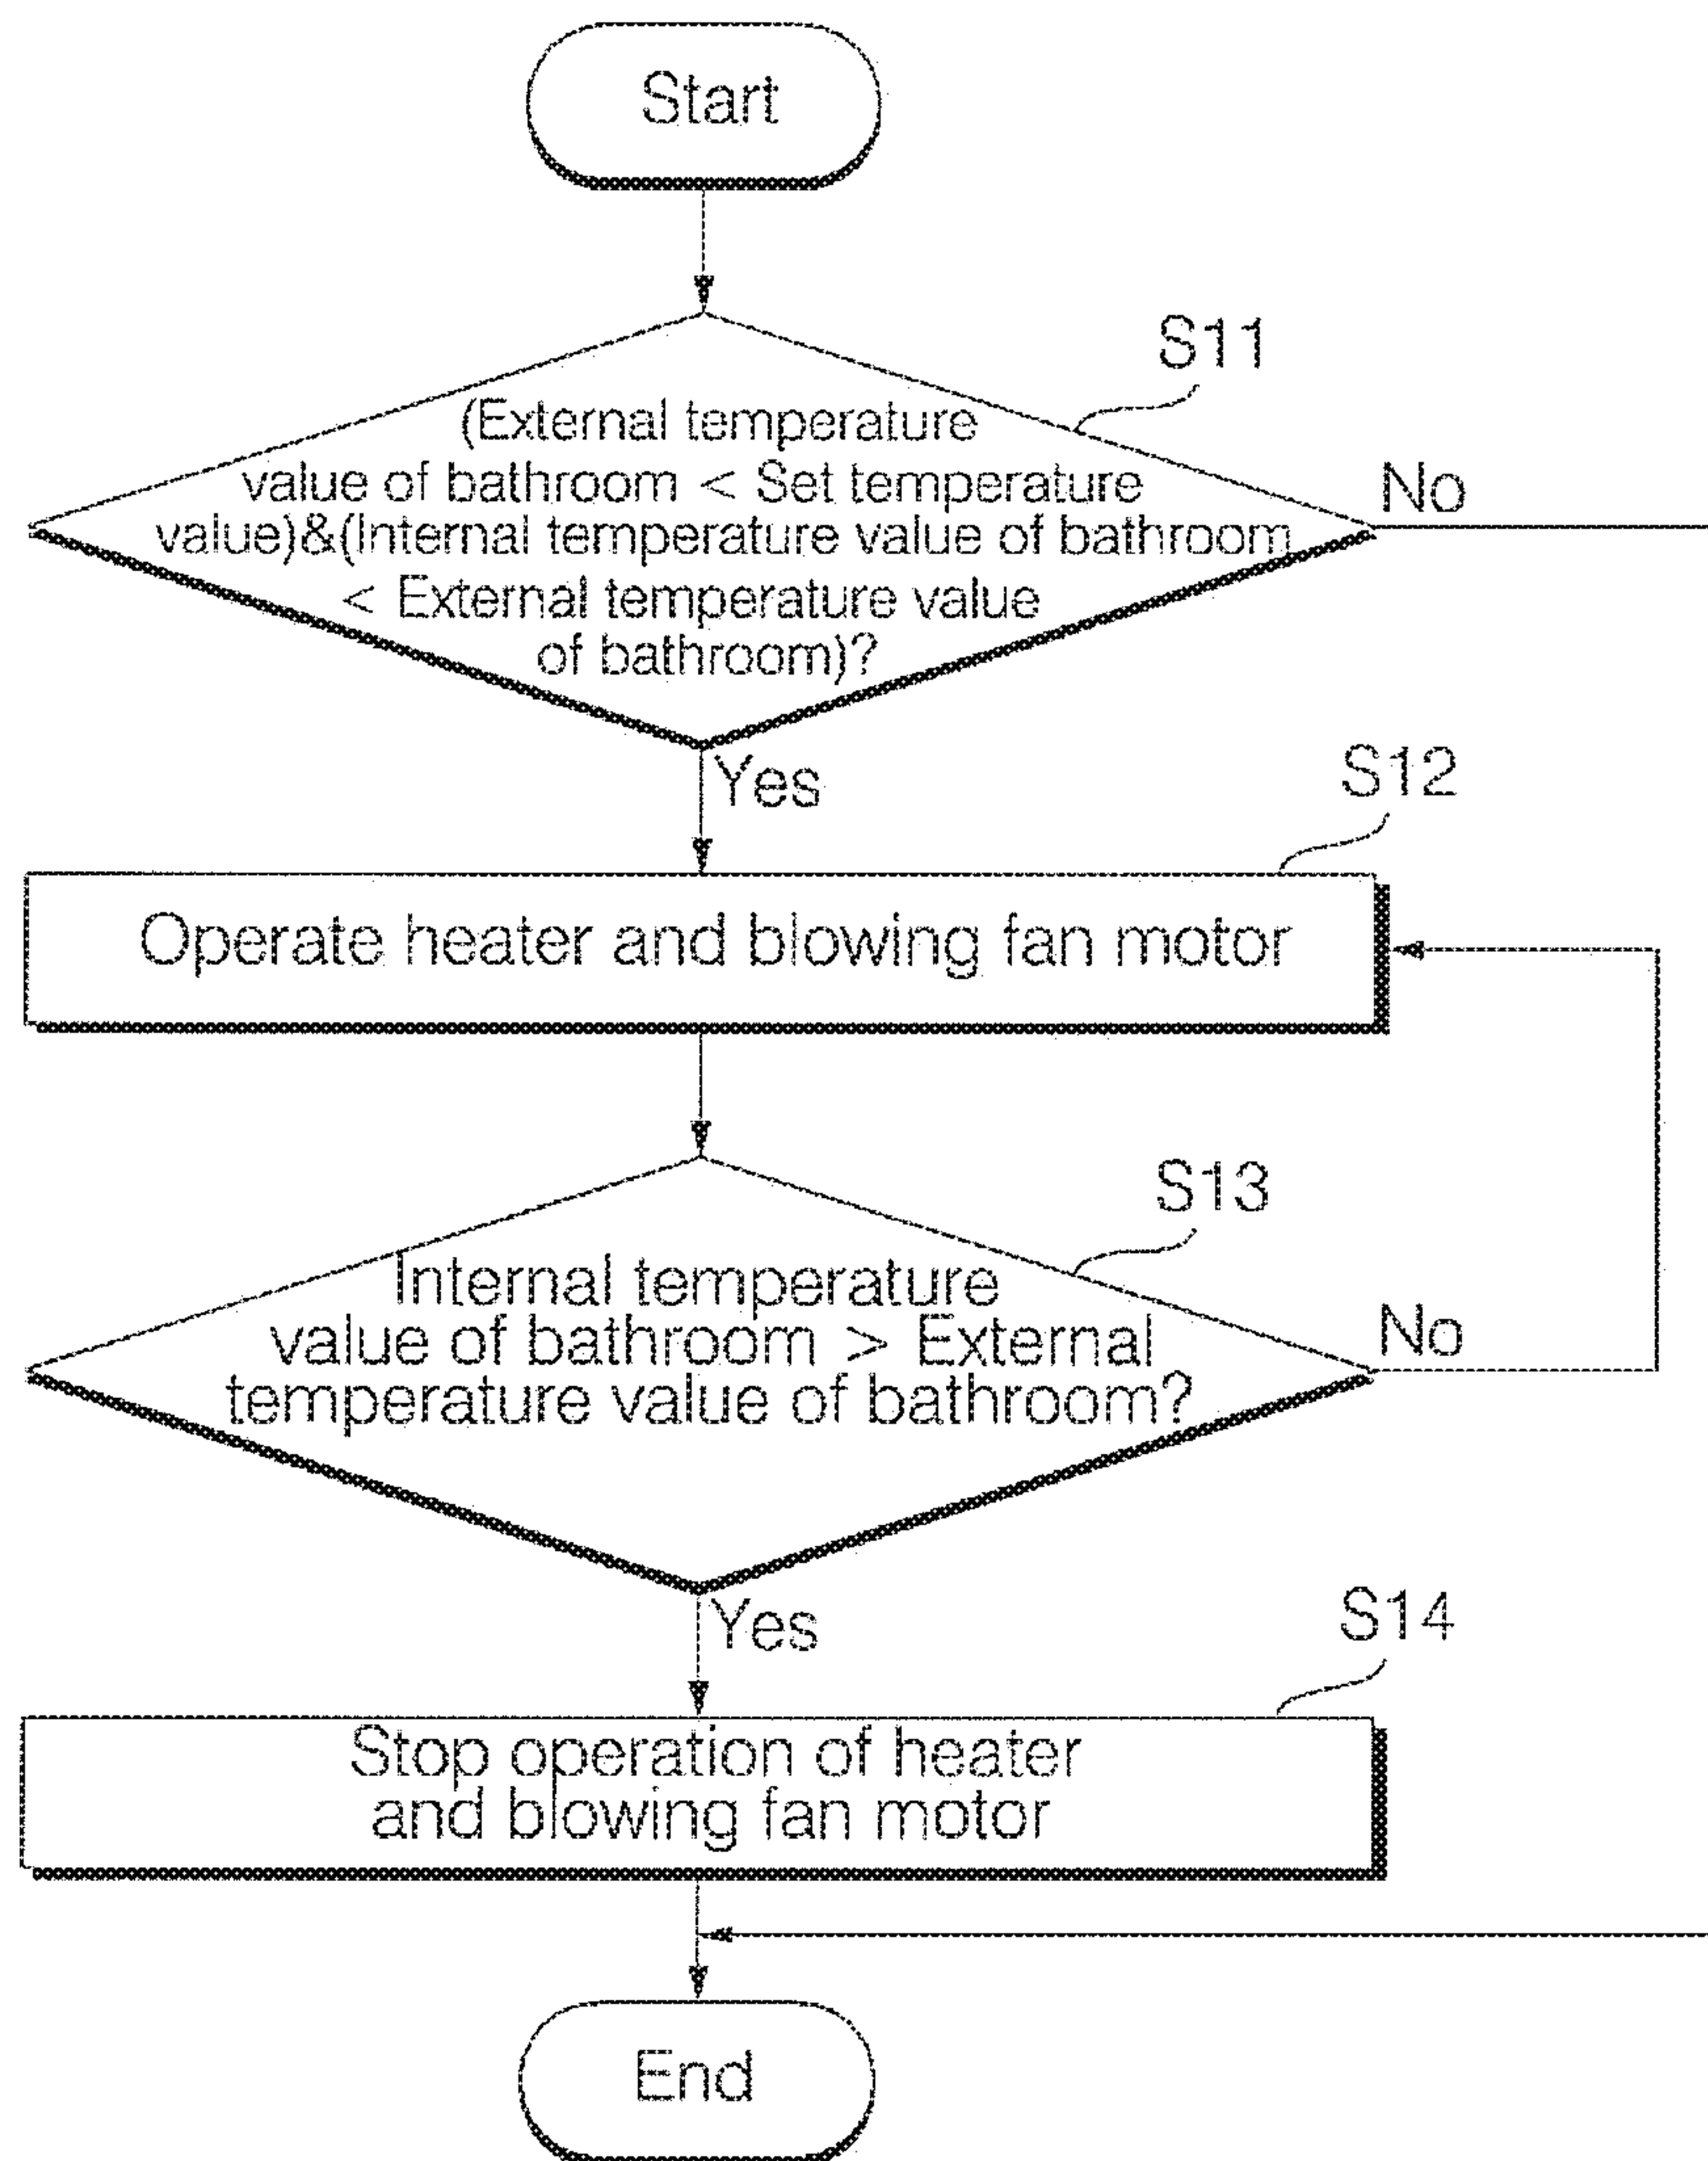 Start
S11
(External temperature
value of bathroom < Set temperature
value)&(Internal temperature value of bathroom
< External temperature value
of bathroom)?
No
Yes
S12
Operate heater and blowing fan motor
S13
Internal temperature
value of bathroom > External
temperature value of bathroom?
No
Yes
S14
Stop operation of heater
and blowing fan motor
End